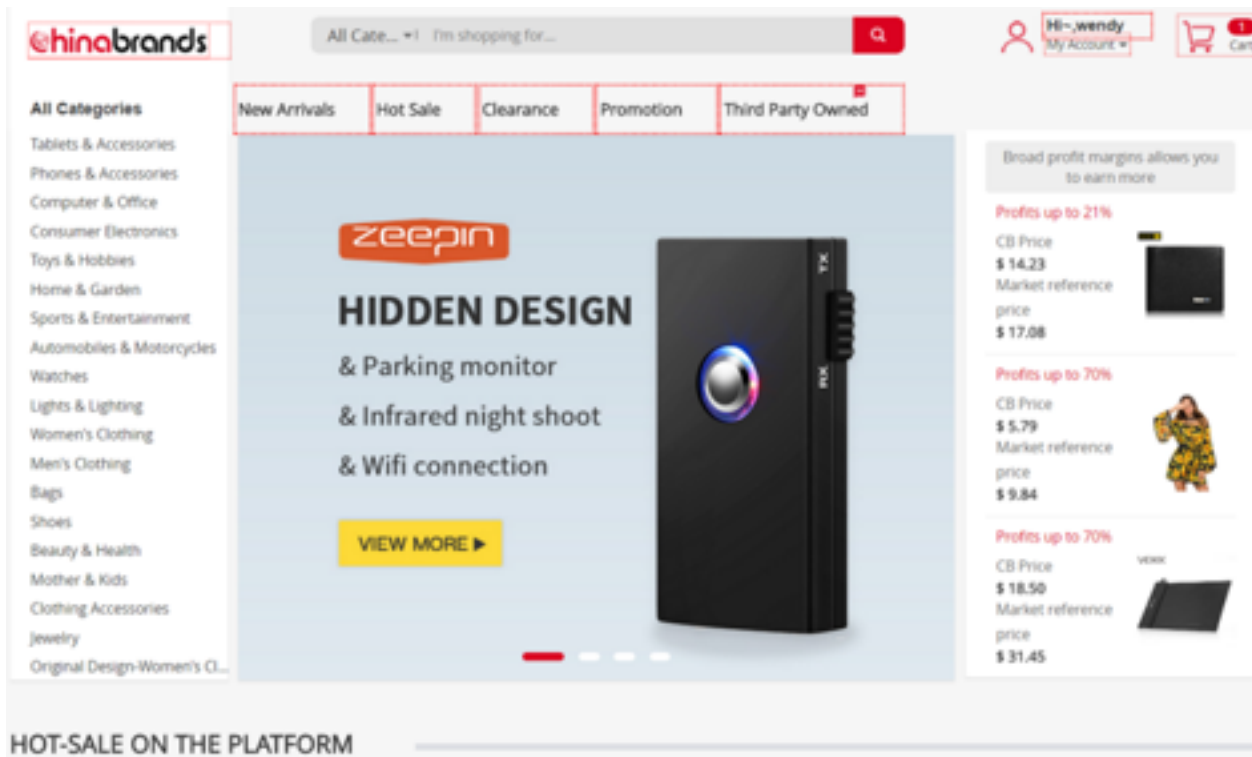 Chinabrands
All Cate... I'm shopping for...
Hi~,wendy
My Account
1
Cart
All Categories
New Arrivals Hot Sale Clearance Promotion Third Party Owned
Tablets & Accessories
Phones & Accessories
Computer & Office
Consumer Electronics
Toys & Hobbies
Home & Garden
Sports & Entertainment
Automobiles & Motorcycles
Watches
Lights & Lighting
Women's Clothing
Men's Clothing
Bags
Shoes
Beauty & Health
Mother & Kids
Clothing Accessories
Jewelry
Original Design-Women's Cl...
zeepin
HIDDEN DESIGN
& Parking monitor
& Infrared night shoot
& Wifi connection
VIEW MORE
TX
RX
Broad profit margins allows you
to earn more
Profits up to 21%
CB Price
$ 14.23
Market reference
price
$ 17.08
Profits up to 70%
CB Price
$ 5.79
Market reference
price
$ 9.84
Profits up to 70%
CB Price
$ 18.50
Market reference
price
$ 31.45
HOT-SALE ON THE PLATFORM